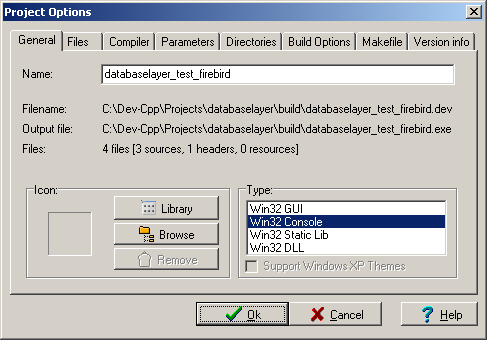 Project Options
General Files Compiler Parameters Directories Build Options Makefile Version info
Name: databaselayer_test_firebird
Filename: C:\Dev-Cpp\Projects\databaselayer\build\databaselayer_test_firebird.dev
Output file: C:\Dev-Cpp\Projects\databaselayer\build\databaselayer_test_firebird.exe
Files: 4 files [3 sources, 1 headers, 0 resources]
Icon:
Library
Browse
Remove
Type:
Win32 GUI
Win32 Console
Win32 Static Lib
Win32 DLL
Support Windows XP Themes
Ok Cancel Help